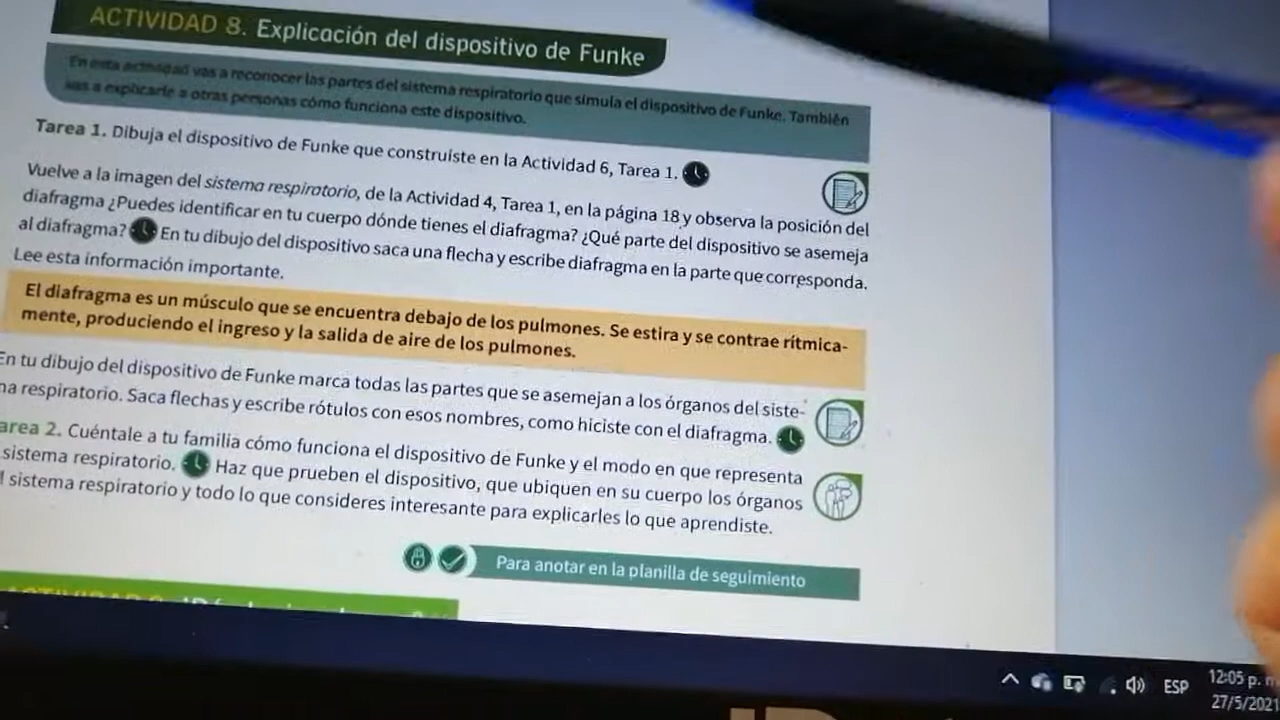 ACTIVIDAD 8. Explicación del dispositivo de Funke
En esta actividad vas a reconocer las partes del sistema respiratorio que simula el dispositivo de Funke. También
vas a explicarle a otras personas cómo funciona este dispositivo.
Tarea 1. Dibuja el dispositivo de Funke que construiste en la Actividad 6, Tarea 1.
Vuelve a la imagen del sistema respiratorio, de la Actividad 4, Tarea 1, en la página 18 y observa la posición del
diafragma ¿Puedes identificar en tu cuerpo dónde tienes el diafragma? ¿Qué parte del dispositivo se asemeja
al diafragma? En tu dibujo del dispositivo saca una flecha y escribe diafragma en la parte que corresponda.
Lee esta información importante.
El diafragma es un músculo que se encuentra debajo de los pulmones. Se estira y se contrae rítmica-
mente, produciendo el ingreso y la salida de aire de los pulmones.
En tu dibujo del dispositivo de Funke marca todas las partes que se asemejan a los órganos del siste-
ma respiratorio. Saca flechas y escribe rótulos con esos nombres, como hiciste con el diafragma.
area 2. Cuéntale a tu familia cómo funciona el dispositivo de Funke y el modo en que representa
sistema respiratorio. Haz que prueben el dispositivo, que ubiquen en su cuerpo los órganos
l sistema respiratorio y todo lo que consideres interesante para explicarles lo que aprendiste.
Para anotar en la planilla de seguimiento
ESP
12:05 p. m
27/5/2021